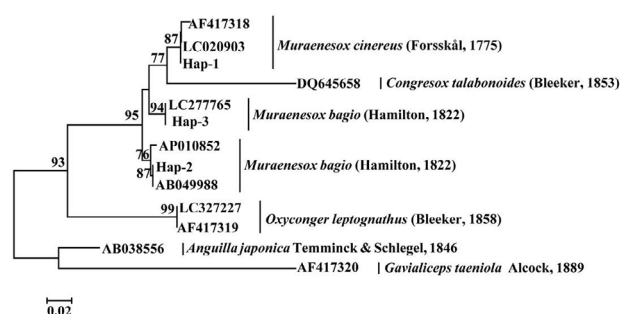 AF417318
87
LC020903
Muraenesox cinereus (Forsskål, 1775)
Hap-1
77
DQ645658
Congresox talabonoides (Bleeker, 1853)
94
LC277765
95
Muraenesox bagio (Hamilton, 1822)
Hap-3
AP010852
76
Hap-2
Muraenesox bagio (Hamilton, 1822)
93
87
AB049988
99
LC327227
Oxyconger leptognathus (Bleeker, 1858)
AF417319
AB038556
Anguilla japonica Temminck & Schlegel, 1846
AF417320
Gavialiceps taeniola Alcock, 1889
0.02